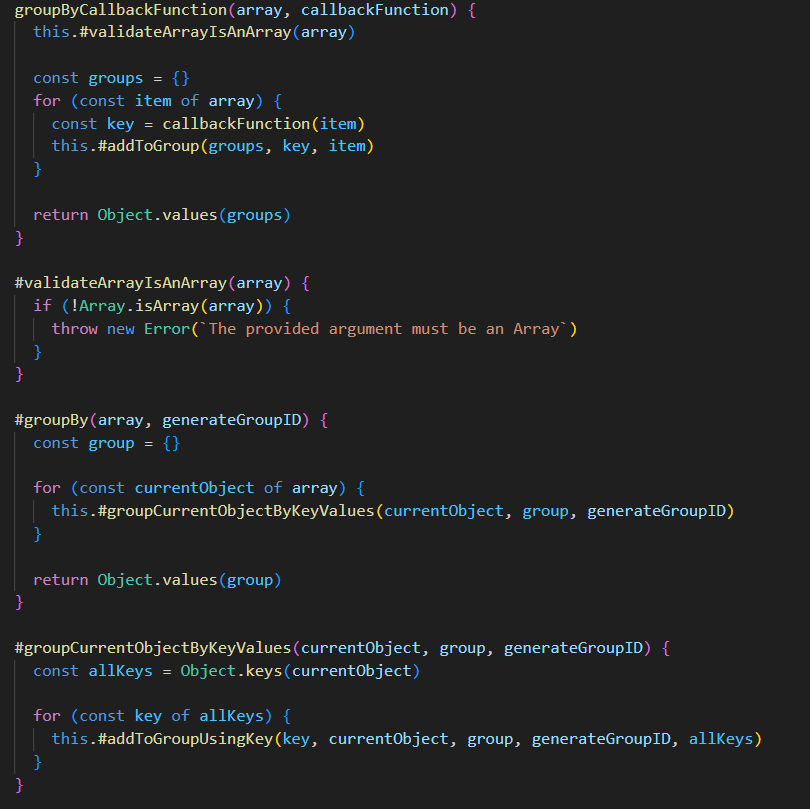 groupByCallbackFunction(array, callbackFunction) {
this.#validateArrayIsAnArray(array)
const groups = {}
for (const item of array) {
const key = callbackFunction(item)
this.#addToGroup(groups, key, item)
}
return Object.values(groups)
}
#validateArrayIsAnArray(array) {
if (!Array.isArray(array)) {
throw new Error(`The provided argument must be an Array`)
}
}
#groupBy(array, generateGroupID) {
const group = {}
for (const currentObject of array) {
this.#groupCurrentObjectByKeyValues(currentObject, group, generateGroupID)
}
return Object.values(group)
}
#groupCurrentObjectByKeyValues(currentObject, group, generateGroupID) {
const allKeys = Object.keys(currentObject)
for (const key of allKeys) {
this.#addToGroupUsingKey(key, currentObject, group, generateGroupID, allKeys)
}
}